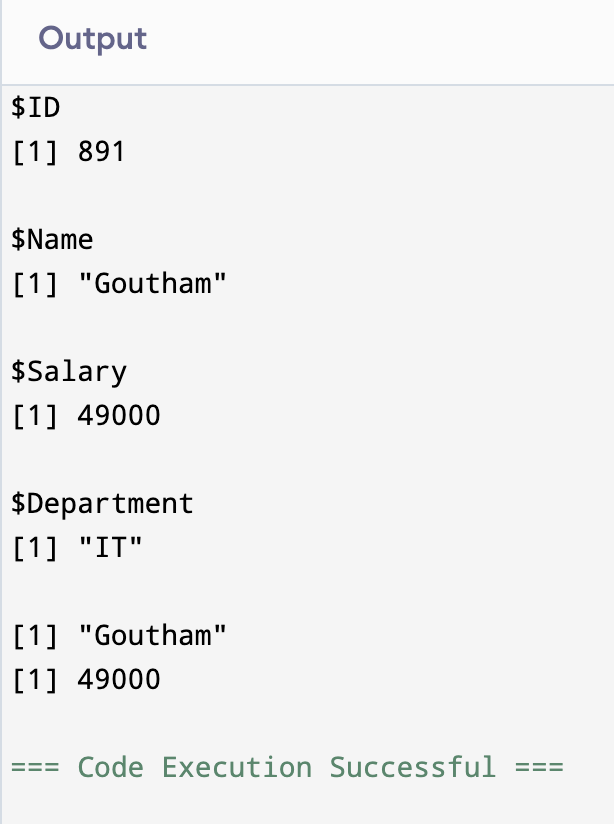 Output
$ID
[1] 891
$Name
[1] "Goutham"
$Salary
[1] 49000
$Department
[1] "IT"
[1] "Goutham"
[1] 49000
=== Code Execution Successful ===